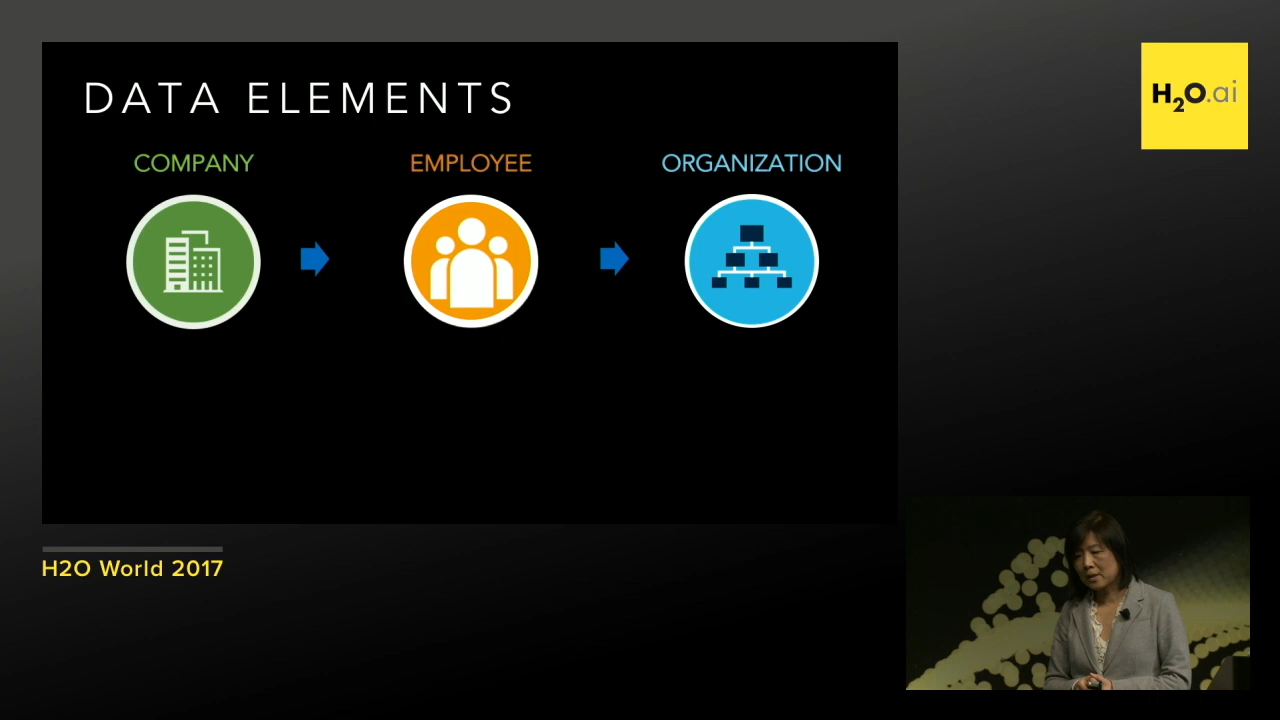 DATA ELEMENTS
COMPANY
EMPLOYEE
ORGANIZATION
H2O.ai
H2O World 2017